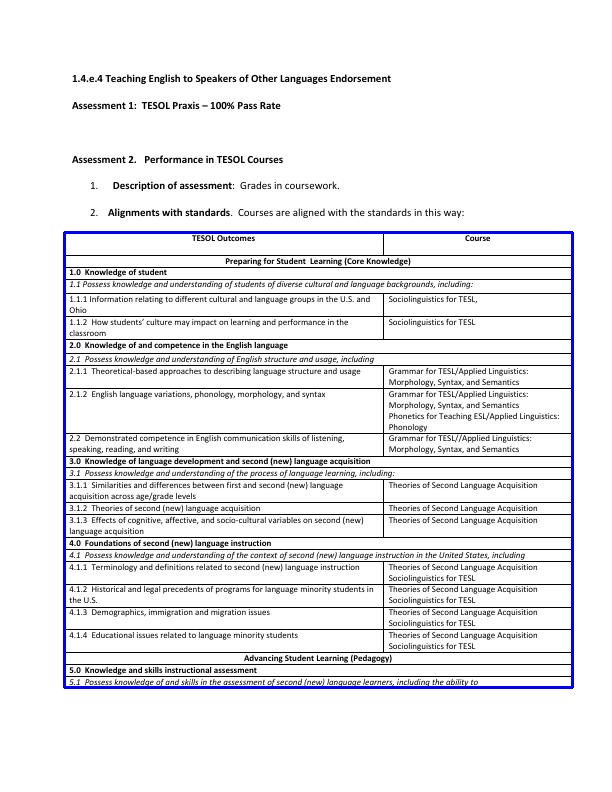 1.4.e.4 Teaching English to Speakers of Other Languages Endorsement
Assessment 1:  TESOL Praxis – 100% Pass Rate
Assessment 2.   Performance in TESOL Courses
1.    Description of assessment:  Grades in coursework.
2.   Alignments with standards.  Courses are aligned with the standards in this way:
TESOL Outcomes    Course
Preparing for Student  Learning (Core Knowledge)
1.0  Knowledge of student
1.1 Possess knowledge and understanding of students of diverse cultural and language backgrounds, including:
1.1.1 Information relating to different cultural and language groups in the U.S. and    Sociolinguistics for TESL,
Ohio
1.1.2  How students’ culture may impact on learning and performance in the    Sociolinguistics for TESL
classroom
2.0  Knowledge of and competence in the English language
2.1  Possess knowledge and understanding of English structure and usage, including
2.1.1  Theoretical-based approaches to describing language structure and usage    Grammar for TESL/Applied Linguistics:
Morphology, Syntax, and Semantics
2.1.2  English language variations, phonology, morphology, and syntax    Grammar for TESL/Applied Linguistics:
Morphology, Syntax, and Semantics
Phonetics for Teaching ESL/Applied Linguistics:
Phonology
2.2  Demonstrated competence in English communication skills of listening,    Grammar for TESL//Applied Linguistics:
speaking, reading, and writing    Morphology, Syntax, and Semantics
3.0  Knowledge of language development and second (new) language acquisition
3.1  Possess knowledge and understanding of the process of language learning, including:
3.1.1  Similarities and differences between first and second (new) language    Theories of Second Language Acquisition
acquisition across age/grade levels
3.1.2  Theories of second (new) language acquisition    Theories of Second Language Acquisition
3.1.3  Effects of cognitive, affective, and socio-cultural variables on second (new)    Theories of Second Language Acquisition
language acquisition
4.0  Foundations of second (new) language instruction
4.1  Possess knowledge and understanding of the context of second (new) language instruction in the United States, including
4.1.1  Terminology and definitions related to second (new) language instruction    Theories of Second Language Acquisition
Sociolinguistics for TESL
4.1.2  Historical and legal precedents of programs for language minority students in    Theories of Second Language Acquisition
the U.S.    Sociolinguistics for TESL
4.1.3  Demographics, immigration and migration issues    Theories of Second Language Acquisition
Sociolinguistics for TESL
4.1.4  Educational issues related to language minority students    Theories of Second Language Acquisition
Sociolinguistics for TESL
Advancing Student Learning (Pedagogy)
5.0  Knowledge and skills instructional assessment
5.1  Possess knowledge of and skills in the assessment of second (new) language learners, including the ability to